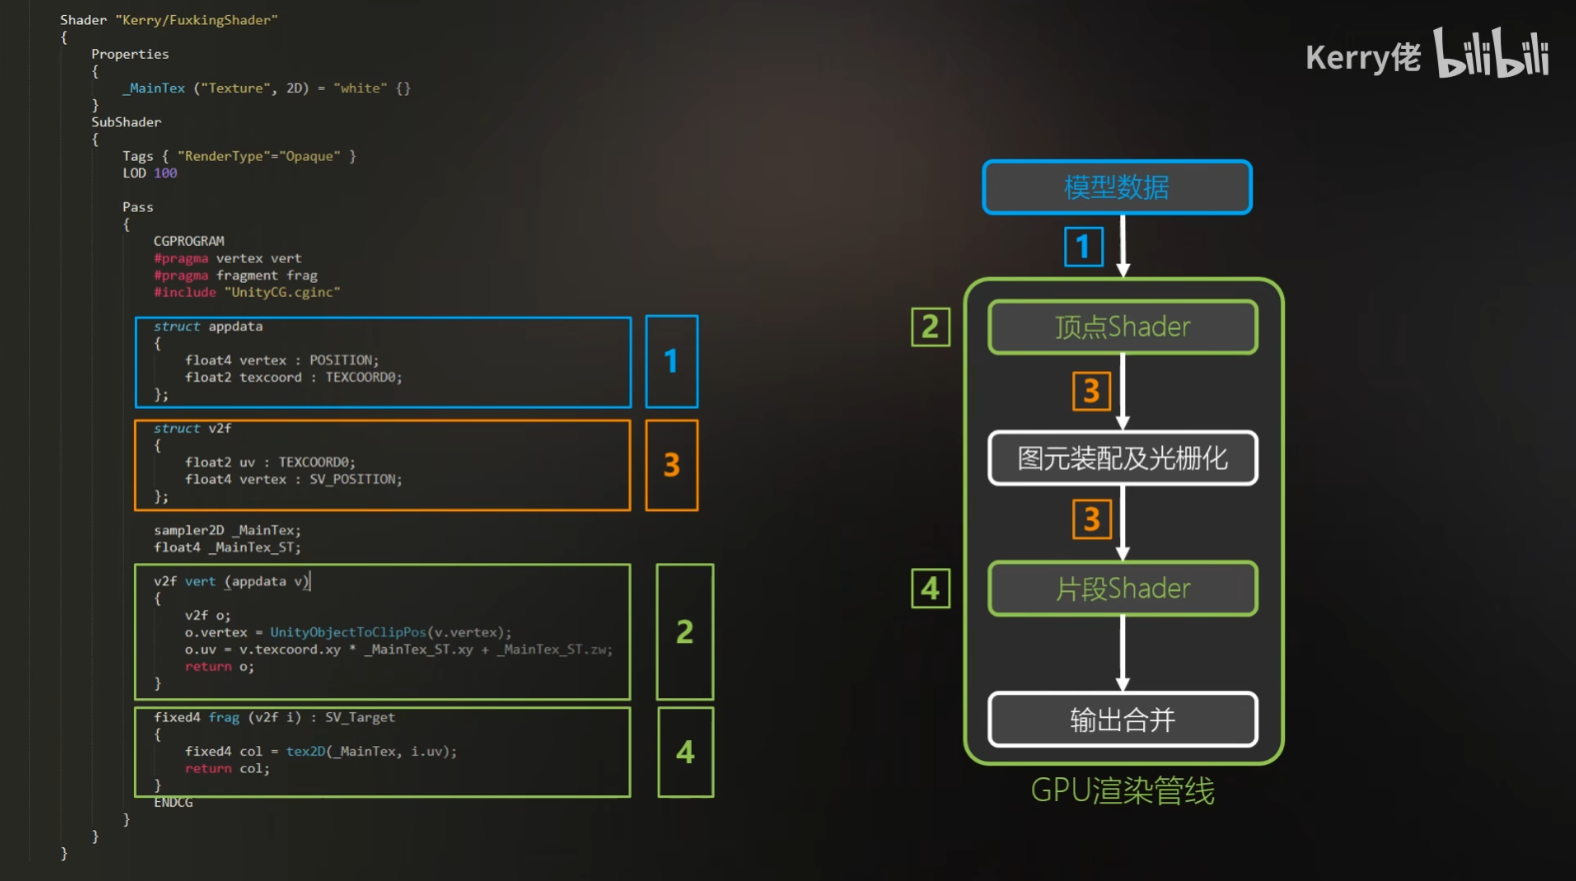 Shader "Kerry/FuxkingShader"
{
Properties
{
_MainTex ("Texture", 2D) = "white" {}
}
SubShader
{
Tags { "RenderType"="Opaque" }
LOD 100
Pass
{
CGPROGRAM
#pragma vertex vert
#pragma fragment frag
#include "UnityCG.cginc"
struct appdata
{
float4 vertex : POSITION;
float2 texcoord : TEXCOORD0;
};
1
struct v2f
{
float2 uv : TEXCOORD0;
float4 vertex : SV_POSITION;
};
3
sampler2D _MainTex;
float4 _MainTex_ST;
v2f vert (appdata v)
{
v2f o;
o.vertex = UnityObjectToClipPos(v.vertex);
o.uv = v.texcoord.xy * _MainTex_ST.xy + _MainTex_ST.zw;
return o;
}
2
fixed4 frag (v2f i) : SV_Target
{
fixed4 col = tex2D(_MainTex, i.uv);
return col;
}
4
ENDCG
}
}
}
Kerry佬 bilibili
模型数据
1
2 顶点Shader
3
图元装配及光栅化
3
4 片段Shader
输出合并
GPU渲染管线